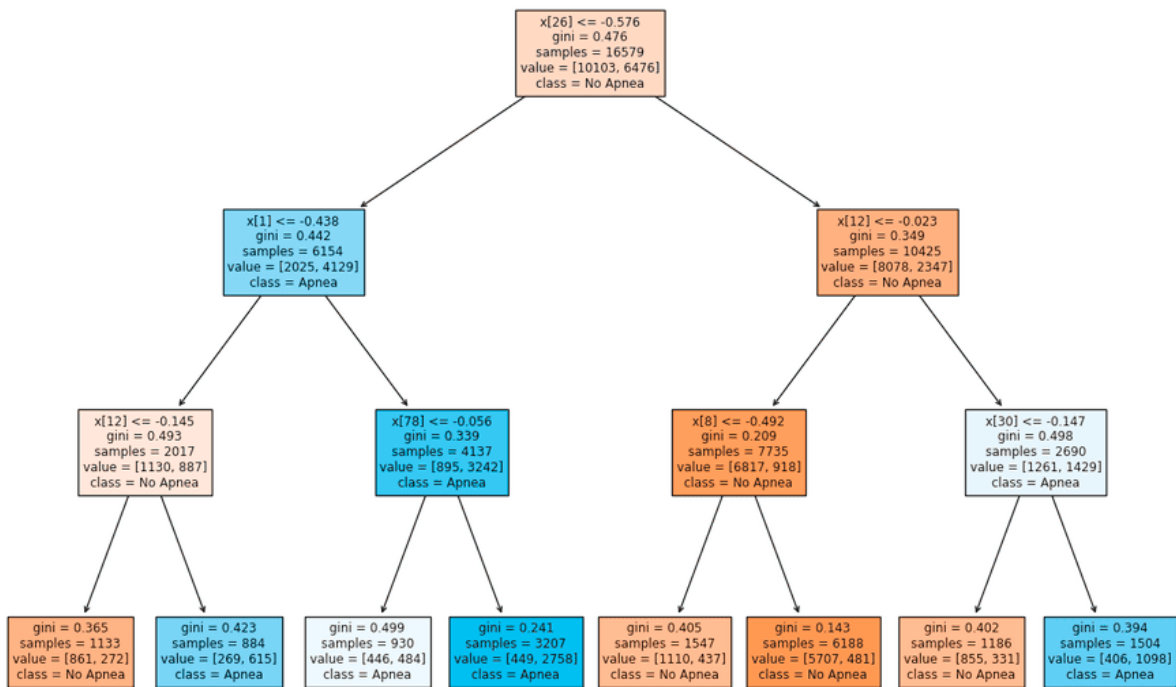 x[26] <= -0.576
gini = 0.476
samples = 16579
value = [10103, 6476]
class = No Apnea
x[1] <= -0.438
gini = 0.442
samples = 6154
value = [2025, 4129]
class = Apnea
x[12] <= -0.023
gini = 0.349
samples = 10425
value = [8078, 2347]
class = No Apnea
x[12] <= -0.145
gini = 0.493
samples = 2017
value = [1130, 887]
class = No Apnea
x[78] <= -0.056
gini = 0.339
samples = 4137
value = [895, 3242]
class = Apnea
x[8] <= -0.492
gini = 0.209
samples = 7735
value = [6817, 918]
class = No Apnea
x[30] <= -0.147
gini = 0.498
samples = 2690
value = [1261, 1429]
class = Apnea
gini = 0.365
samples = 1133
value = [861, 272]
class = No Apnea
gini = 0.423
samples = 884
value = [269, 615]
class = Apnea
gini = 0.499
samples = 930
value = [446, 484]
class = Apnea
gini = 0.241
samples = 3207
value = [449, 2758]
class = Apnea
gini = 0.405
samples = 1547
value = [1110, 437]
class = No Apnea
gini = 0.143
samples = 6188
value = [5707, 481]
class = No Apnea
gini = 0.402
samples = 1186
value = [855, 331]
class = No Apnea
gini = 0.394
samples = 1504
value = [406, 1098]
class = Apnea